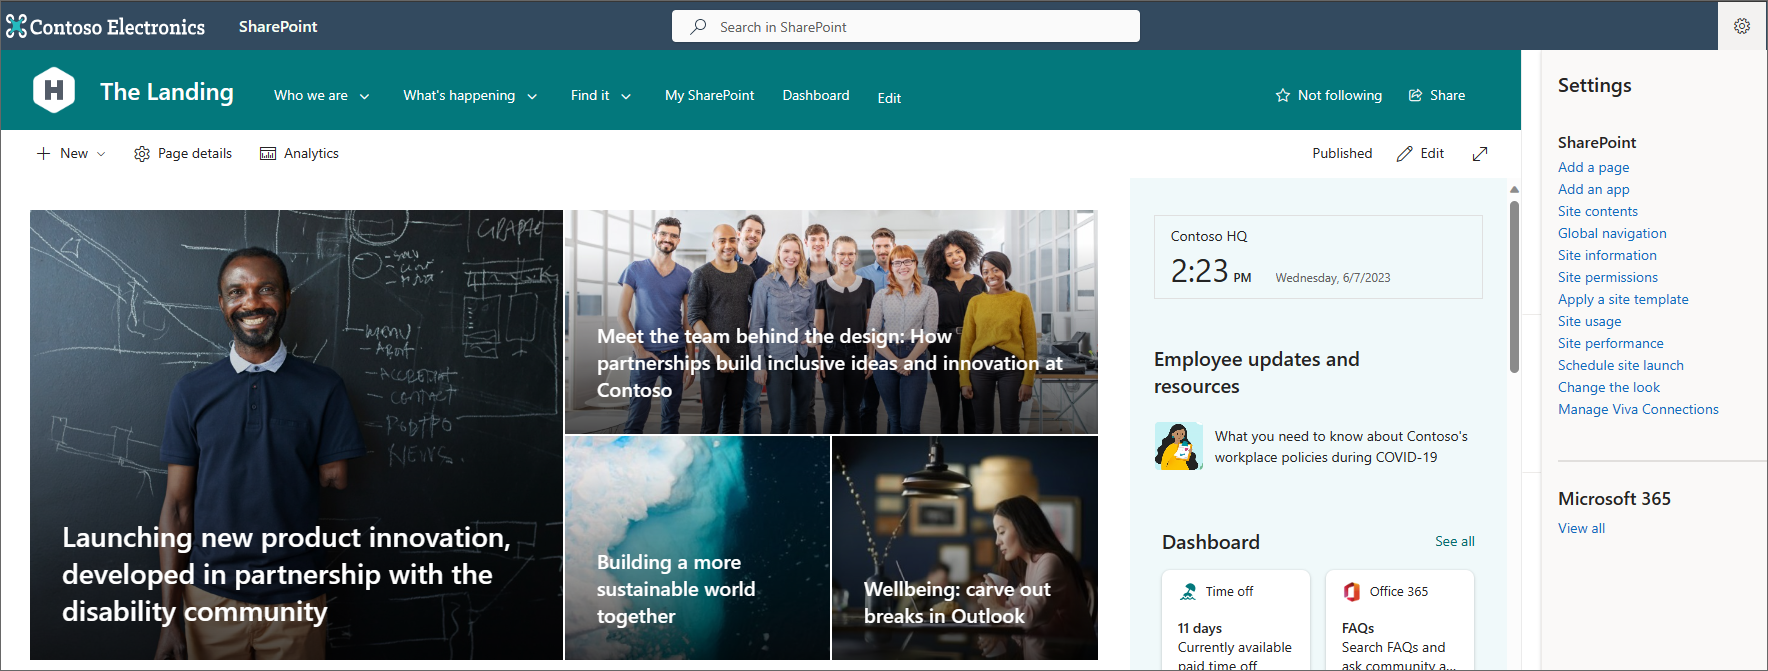 Contoso Electronics
SharePoint
Search in SharePoint
H
The Landing
Who we are
What's happening
Find it
My SharePoint
Dashboard
Edit
Not following
Share
New
Page details
Analytics
Published
Edit
MENU
ABOUT
CONTACT
NEWS
Launching new product innovation,
developed in partnership with the
disability community
Meet the team behind the design: How
partnerships build inclusive ideas and innovation at
Contoso
Building a more
sustainable world
together
Wellbeing: carve out
breaks in Outlook
Contoso HQ
2:23 PM
Wednesday, 6/7/2023
Employee updates and
resources
What you need to know about Contoso's
workplace policies during COVID-19
Dashboard
See all
Time off
11 days
Currently available
paid time off
Office 365
FAQs
Search FAQs and
ask community a...
Settings
SharePoint
Add a page
Add an app
Site contents
Global navigation
Site information
Site permissions
Apply a site template
Site usage
Site performance
Schedule site launch
Change the look
Manage Viva Connections
Microsoft 365
View all